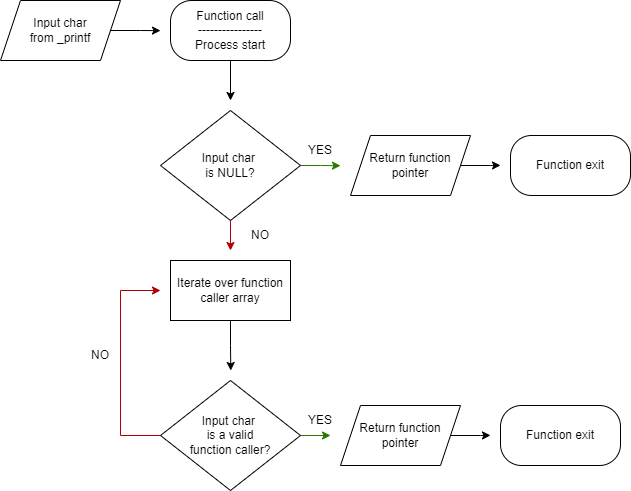 Input char
from _printf
Function call
----------------
Process start
Input char
is NULL?
YES
Return function
pointer
Function exit
NO
Iterate over function
caller array
NO
Input char
is a valid
function caller?
YES
Return function
pointer
Function exit